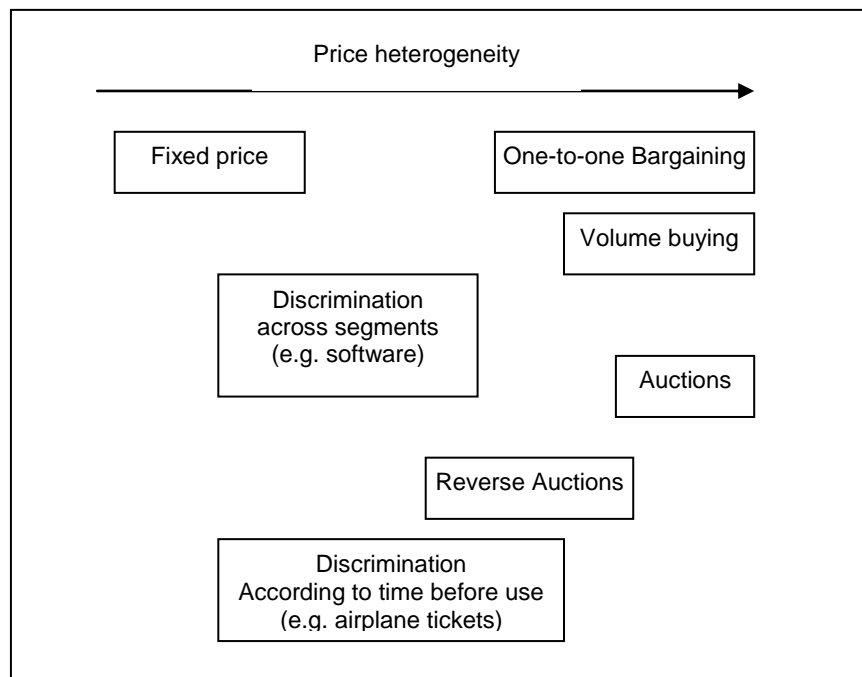 Price heterogeneity
Fixed price
One-to-one Bargaining
Volume buying
Discrimination
across segments
(e.g. software)
Auctions
Reverse Auctions
Discrimination
According to time before use
(e.g. airplane tickets)